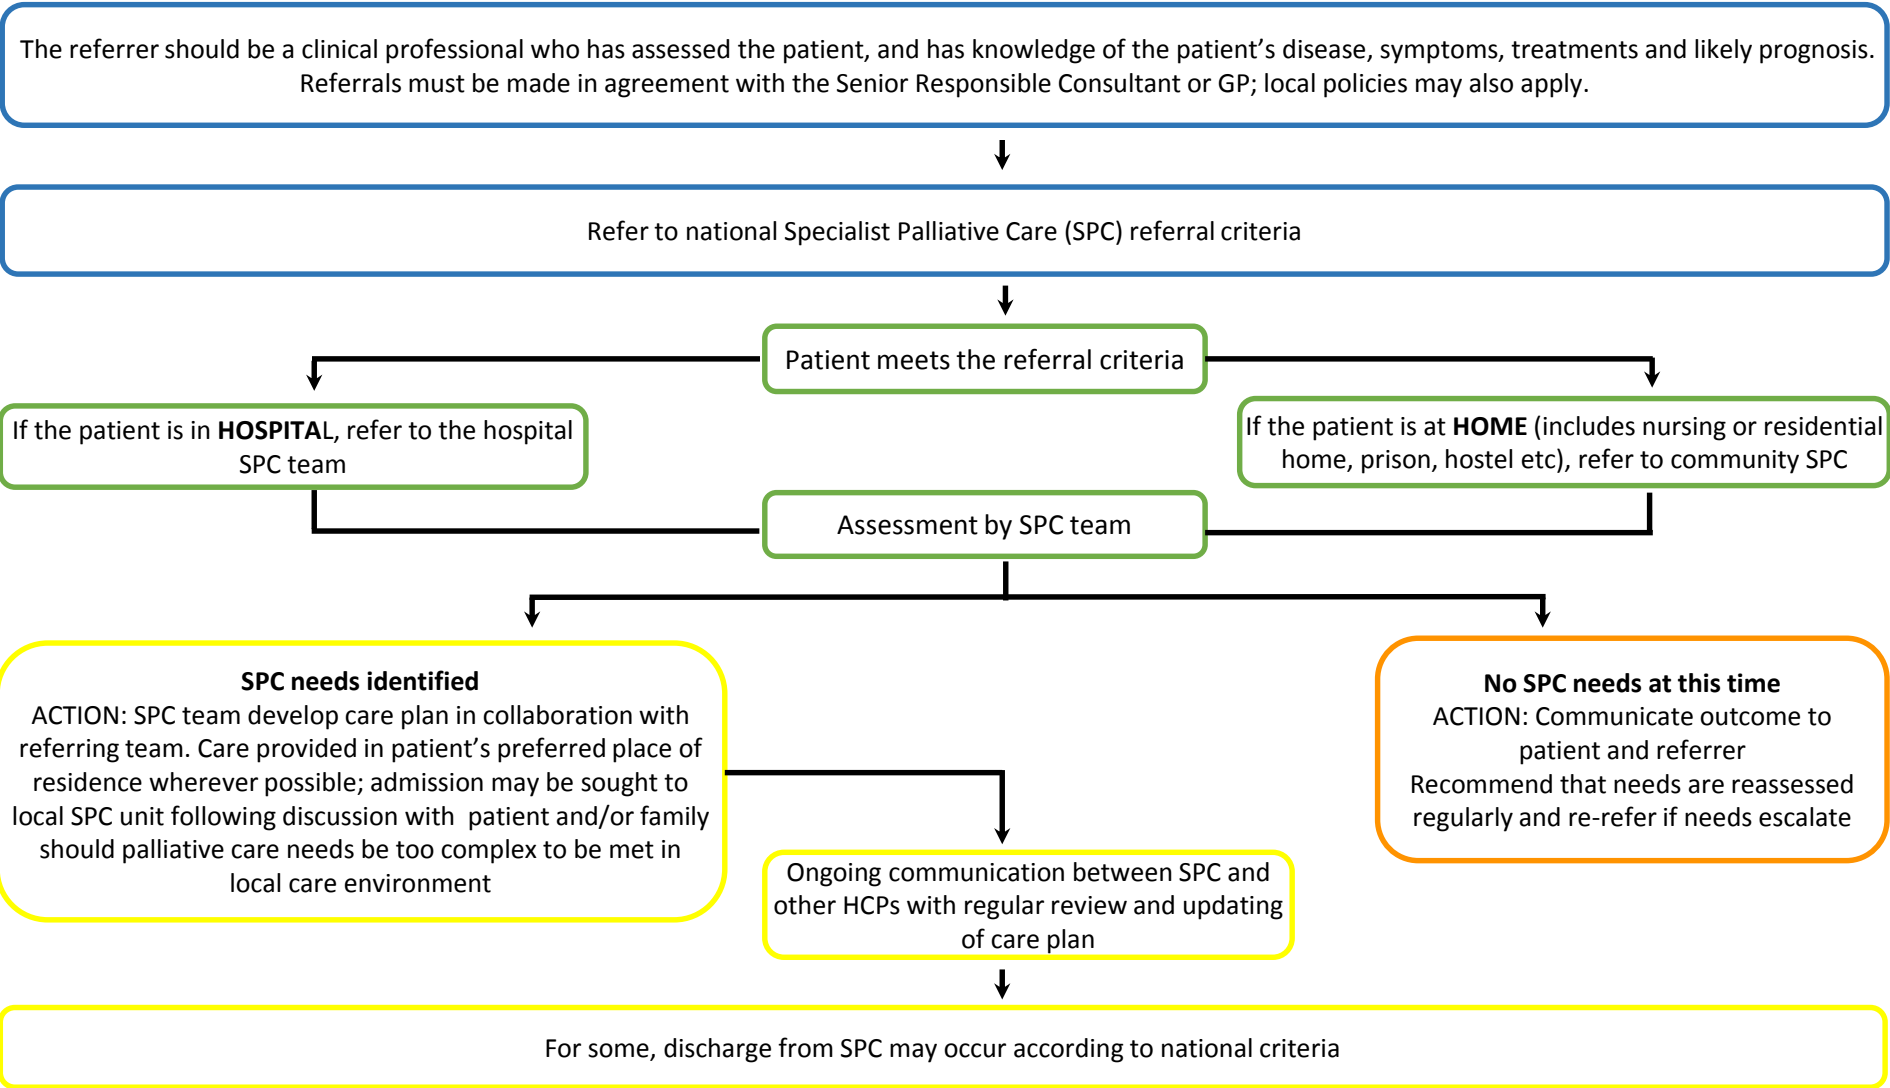 The referrer should be a clinical professional who has assessed the patient, and has knowledge of the patient’s disease, symptoms, treatments and likely prognosis.
Referrals must be made in agreement with the Senior Responsible Consultant or GP; local policies may also apply.
Refer to national Specialist Palliative Care (SPC) referral criteria
Patient meets the referral criteria
If the patient is in HOSPITAL, refer to the hospital
SPC team
If the patient is at HOME (includes nursing or residential
home, prison, hostel etc), refer to community SPC
Assessment by SPC team
SPC needs identified
ACTION: SPC team develop care plan in collaboration with
referring team. Care provided in patient’s preferred place of
residence wherever possible; admission may be sought to
local SPC unit following discussion with patient and/or family
should palliative care needs be too complex to be met in
local care environment
No SPC needs at this time
ACTION: Communicate outcome to
patient and referrer
Recommend that needs are reassessed
regularly and re-refer if needs escalate
Ongoing communication between SPC and
other HCPs with regular review and updating
of care plan
For some, discharge from SPC may occur according to national criteria